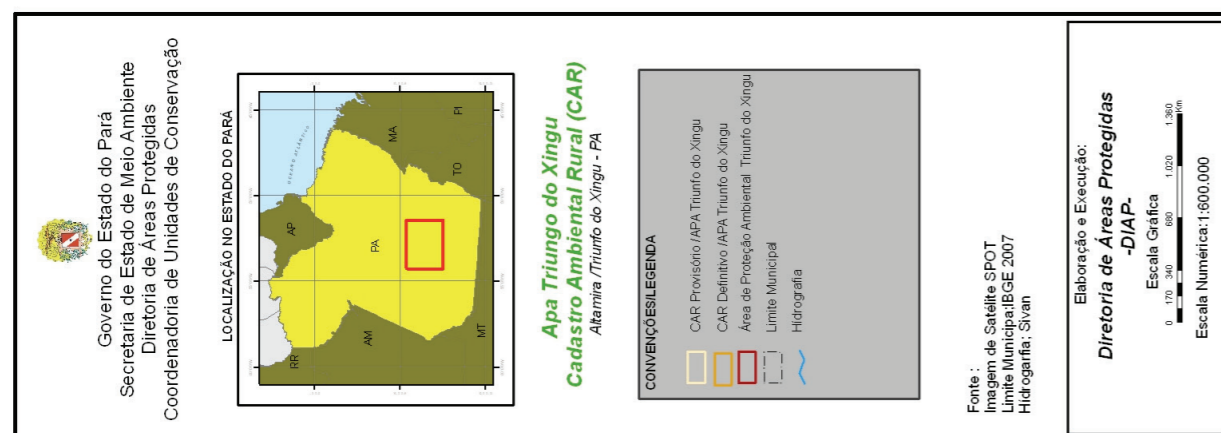 Governo do Estado do Pará
Secretaria de Estado de Meio Ambiente
Diretoria de Áreas Protegidas
Coordenadoria de Unidades de Conservação
LOCALIZAÇÃO NO ESTADO DO PARÁ
OCEANO ATLÂNTICO
RR
AP
AM
PA
MA
PI
TO
MT
Apa Triungo do Xingu
Cadastro Ambiental Rural (CAR)
Altamira /Triunfo do Xingu - PA
CONVENÇÕES/LEGENDA
CAR Provisório /APA Triunfo do Xingu
CAR Definitivo /APA Triunfo do Xingu
Área de Proteção Ambiental Triunfo do Xingu
Limite Municipal
Hidrografia
Fonte :
Imagem de Satélite SPOT
Limite Municipa:IBGE 2007
Hidrografia: Sivan
Elaboração e Execução:
Diretoria de Áreas Protegidas
-DIAP-
Escala Gráfica
0 170 340 680 1.020 1.360
Km
Escala Numérica:1:600.000